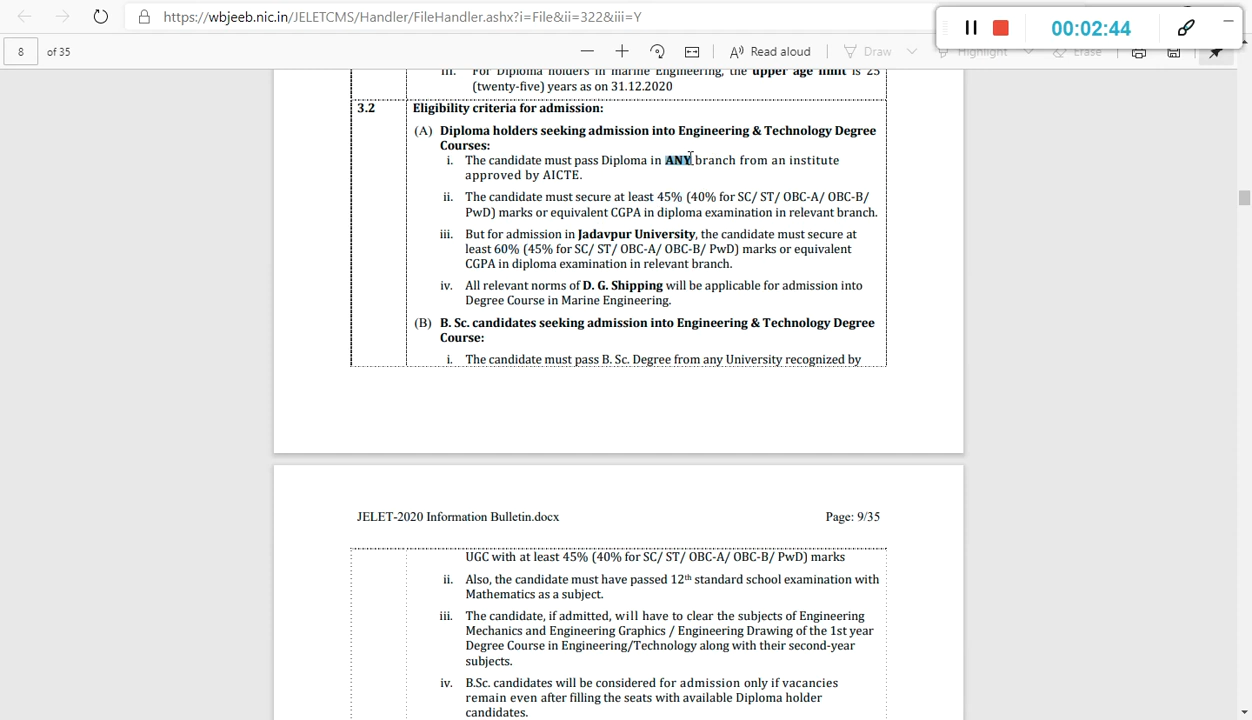 https://wbjeeb.nic.in/JELETCMS/Handler/FileHandler.ashx?i=File&ii=322&iii=Y
00:02:44
8 of 35
Read aloud
Draw
Highlight
Erase
iii. For Diploma holders in marine Engineering, the upper age limit is 25
(twenty-five) years as on 31.12.2020
3.2 Eligibility criteria for admission:
(A) Diploma holders seeking admission into Engineering & Technology Degree
Courses:
i. The candidate must pass Diploma in ANY branch from an institute
approved by AICTE.
ii. The candidate must secure at least 45% (40% for SC/ ST/ OBC-A/ OBC-B/
PwD) marks or equivalent CGPA in diploma examination in relevant branch.
iii. But for admission in Jadavpur University, the candidate must secure at
least 60% (45% for SC/ ST/ OBC-A/ OBC-B/ PwD) marks or equivalent
CGPA in diploma examination in relevant branch.
iv. All relevant norms of D. G. Shipping will be applicable for admission into
Degree Course in Marine Engineering.
(B) B. Sc. candidates seeking admission into Engineering & Technology Degree
Course:
i. The candidate must pass B. Sc. Degree from any University recognized by
JELET-2020 Information Bulletin.docx Page: 9/35
UGC with at least 45% (40% for SC/ ST/ OBC-A/ OBC-B/ PwD) marks
ii. Also, the candidate must have passed 12th standard school examination with
Mathematics as a subject.
iii. The candidate, if admitted, will have to clear the subjects of Engineering
Mechanics and Engineering Graphics / Engineering Drawing of the 1st year
Degree Course in Engineering/Technology along with their second-year
subjects.
iv. B.Sc. candidates will be considered for admission only if vacancies
remain even after filling the seats with available Diploma holder
candidates.